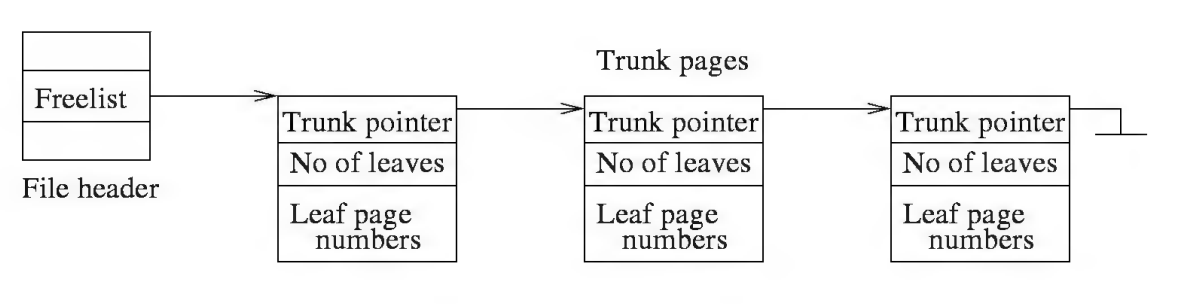 Trunk pages
Freelist
File header
Trunk pointer
No of leaves
Leaf page
numbers
Trunk pointer
No of leaves
Leaf page
numbers
Trunk pointer
No of leaves
Leaf page
numbers